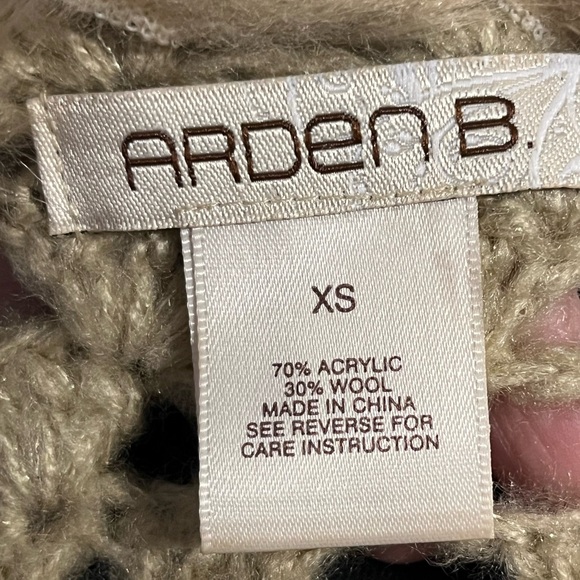 ARDEN B.
XS
70% ACRYLIC
30% WOOL
MADE IN CHINA
SEE REVERSE FOR
CARE INSTRUCTION